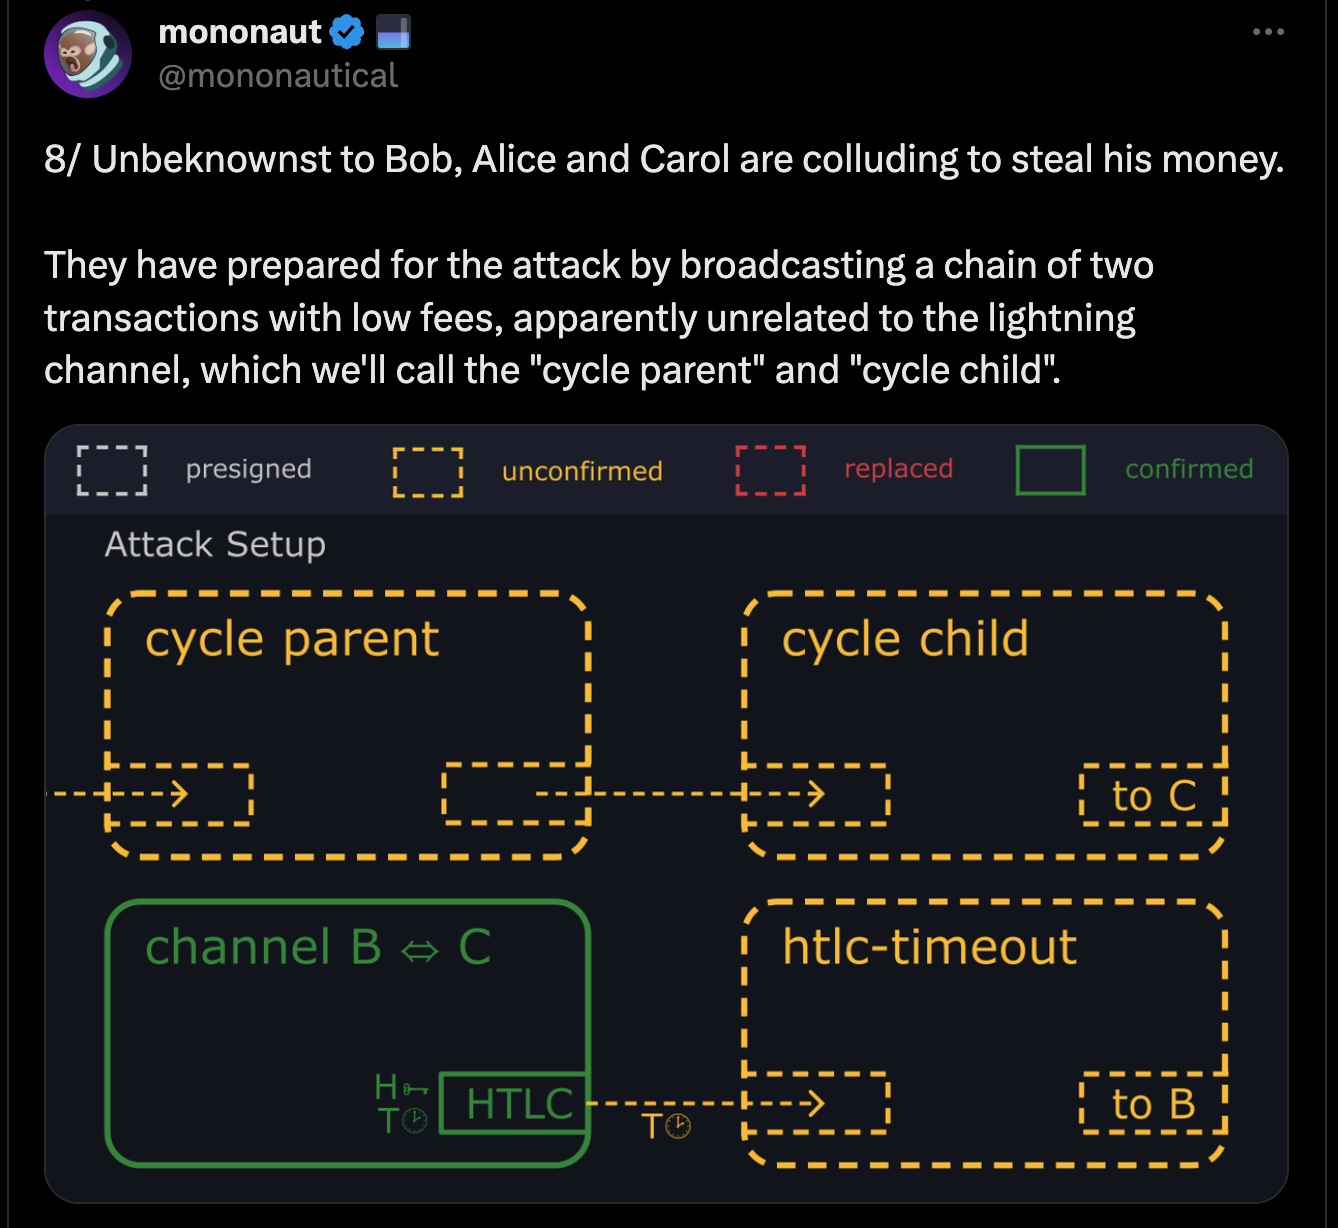 mononaut
@mononautical
8/ Unbeknownst to Bob, Alice and Carol are colluding to steal his money.
They have prepared for the attack by broadcasting a chain of two
transactions with low fees, apparently unrelated to the lightning
channel, which we'll call the "cycle parent" and "cycle child".
presigned unconfirmed replaced confirmed
Attack Setup
cycle parent
cycle child
to C
channel B ⇔ C
H
T
HTLC
T
htlc-timeout
to B